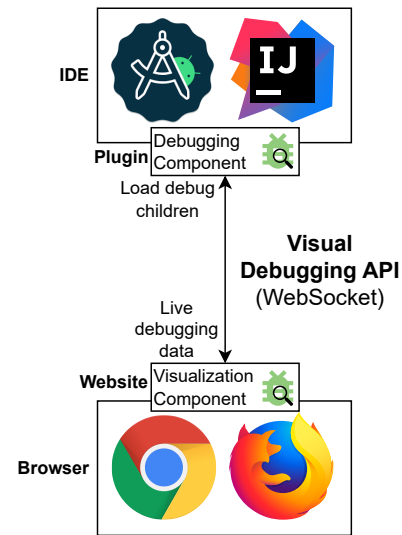 IDE
IJ
Plugin
Debugging
Component
Load debug
children
Visual
Debugging API
(WebSocket)
Live
debugging
data
Website
Visualization
Component
Browser